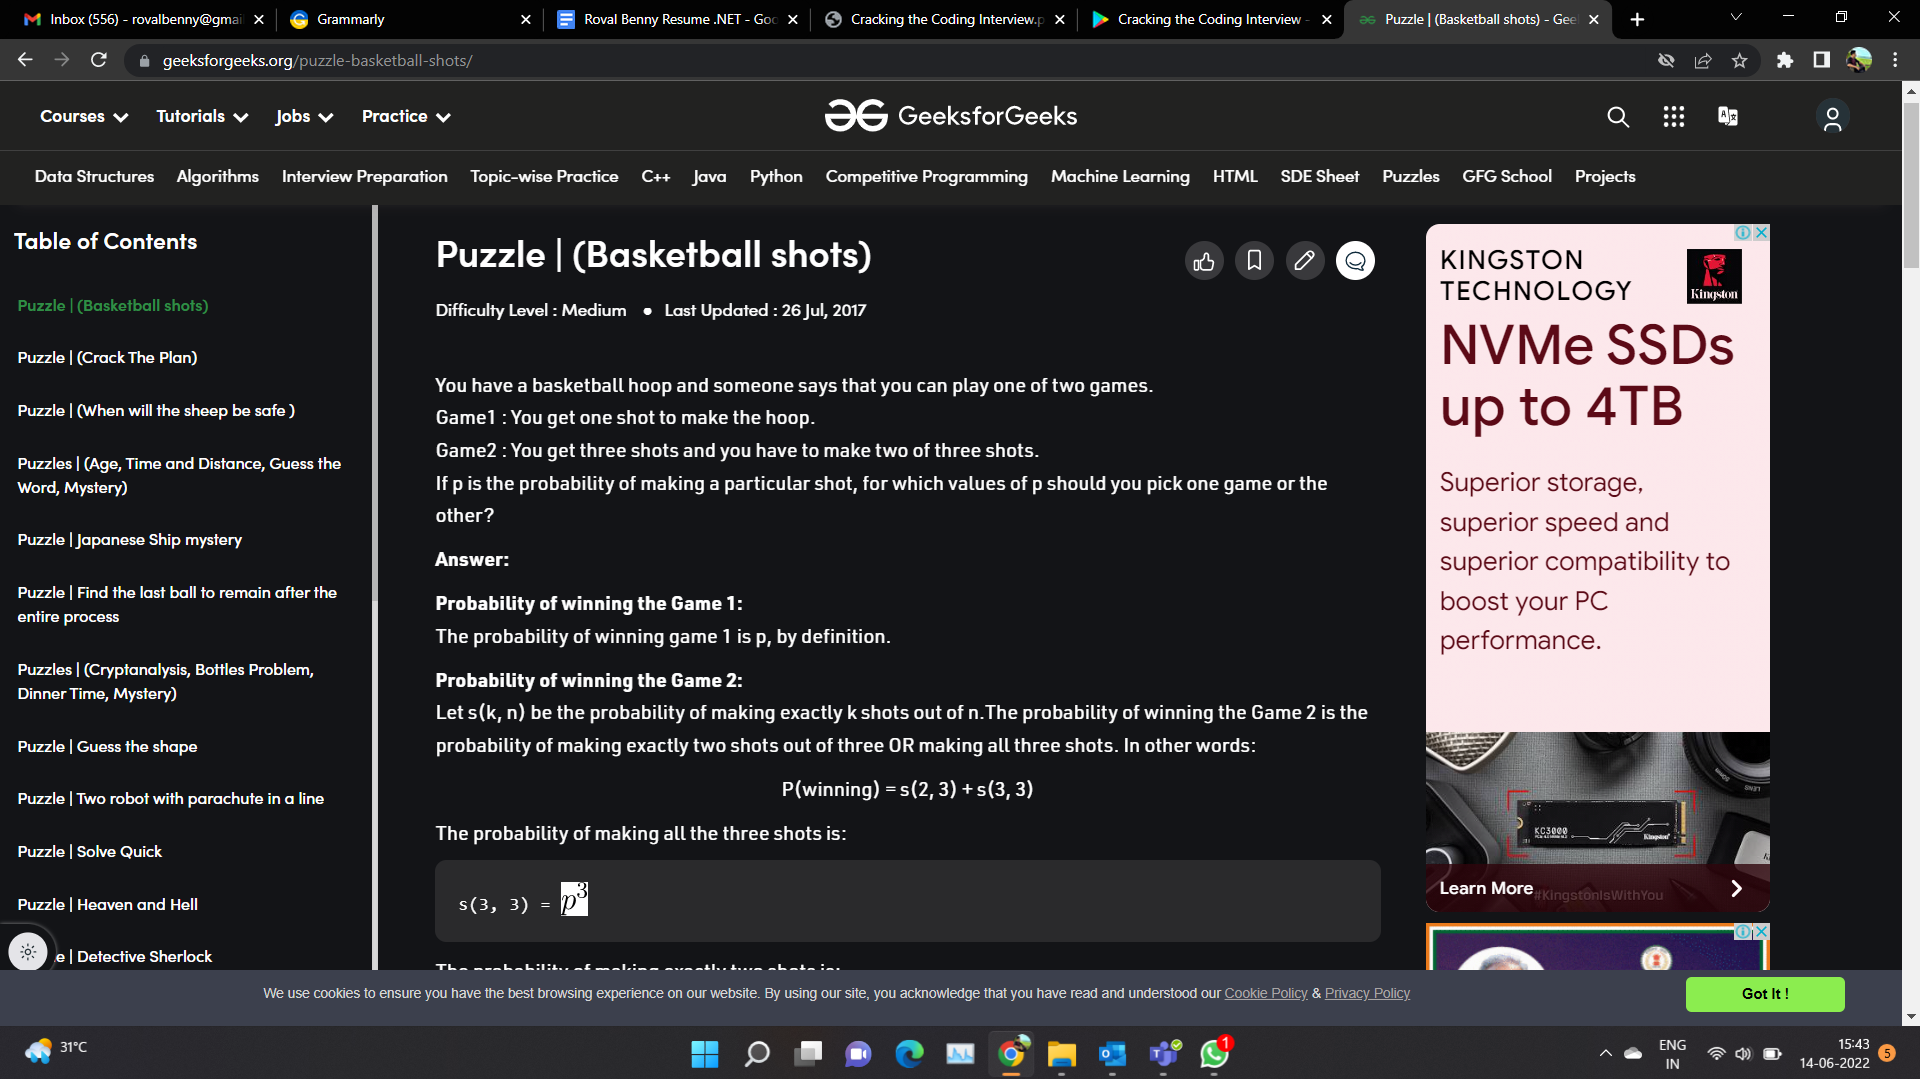 Inbox (556) - rovalbenny@gmai
Grammarly
Roval Benny Resume .NET - Goo
Cracking the Coding Interview.p
Cracking the Coding Interview -
Puzzle | (Basketball shots) - Geek
geeksforgeeks.org/puzzle-basketball-shots/
Courses
Tutorials
Jobs
Practice
GeeksforGeeks
Data Structures
Algorithms
Interview Preparation
Topic-wise Practice
C++
Java
Python
Competitive Programming
Machine Learning
HTML
SDE Sheet
Puzzles
GFG School
Projects
Table of Contents
Puzzle | (Basketball shots)
Puzzle | (Crack The Plan)
Puzzle | (When will the sheep be safe )
Puzzles | (Age, Time and Distance, Guess the
Word, Mystery)
Puzzle | Japanese Ship mystery
Puzzle | Find the last ball to remain after the
entire process
Puzzles | (Cryptanalysis, Bottles Problem,
Dinner Time, Mystery)
Puzzle | Guess the shape
Puzzle | Two robot with parachute in a line
Puzzle | Solve Quick
Puzzle | Heaven and Hell
e | Detective Sherlock
Puzzle | (Basketball shots)
Difficulty Level : Medium • Last Updated : 26 Jul, 2017
You have a basketball hoop and someone says that you can play one of two games.
Game1 : You get one shot to make the hoop.
Game2 : You get three shots and you have to make two of three shots.
If p is the probability of making a particular shot, for which values of p should you pick one game or the
other?
Answer:
Probability of winning the Game 1:
The probability of winning game 1 is p, by definition.
Probability of winning the Game 2:
Let s(k, n) be the probability of making exactly k shots out of n.The probability of winning the Game 2 is the
probability of making exactly two shots out of three OR making all three shots. In other words:
P(winning) = s(2, 3) + s(3, 3)
The probability of making all the three shots is:
s(3, 3) = p³
The probability of making exactly two shots is:
KINGSTON
TECHNOLOGY
Kingston
NVMe SSDs
up to 4TB
Superior storage,
superior speed and
superior compatibility to
boost your PC
performance.
KC3000
Kingston
Learn More
#KingstonIsWithYou
We use cookies to ensure you have the best browsing experience on our website. By using our site, you acknowledge that you have read and understood our Cookie Policy & Privacy Policy
Got It !
31°C
1
ENG
IN
15:43
14-06-2022
5